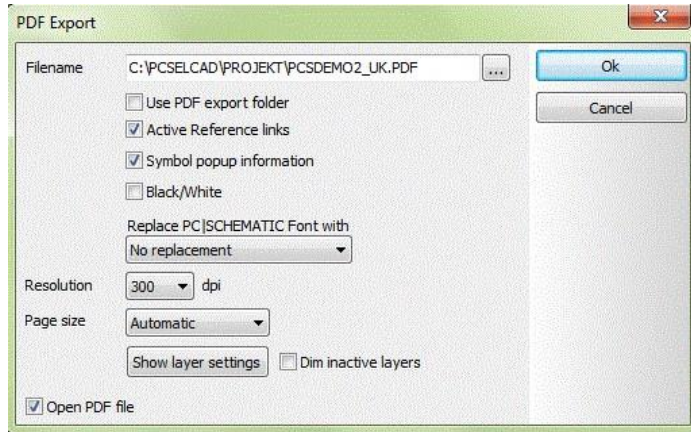 PDF Export
Filename C:\PCSELCAD\PROJEKT\PCSDEMO2_UK.PDF ... Ok
Use PDF export folder Cancel
Active Reference links
Symbol popup information
Black/White
Replace PC|SCHEMATIC Font with
No replacement
Resolution 300 dpi
Page size Automatic
Show layer settings Dim inactive layers
Open PDF file